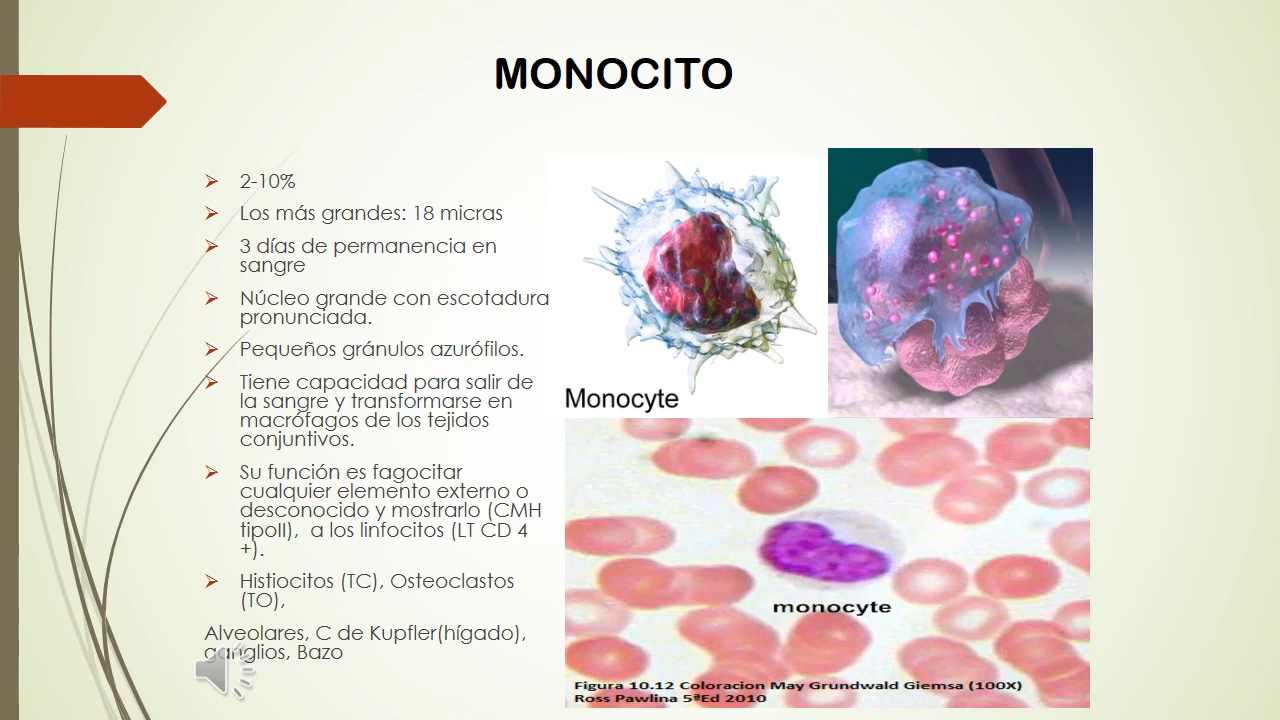 MONOCITO
2-10%
Los más grandes: 18 micras
3 días de permanencia en
sangre
Núcleo grande con escotadura
pronunciada.
Pequeños gránulos azurófilos.
Tiene capacidad para salir de
la sangre y transformarse en
macrófagos de los tejidos
conjuntivos.
Su función es fagocitar
cualquier elemento externo o
desconocido y mostrarlo (CMH
tipoII), a los linfocitos (LT CD 4
+).
Histiocitos (TC), Osteoclastos
(TO),
Alveolares, C de Kupfler(hígado),
ganglios, Bazo
Monocyte
monocyte
Figura 10.12 Coloracion May Grundwald Giemsa (100X)
Ross Pawlina 5ªEd 2010